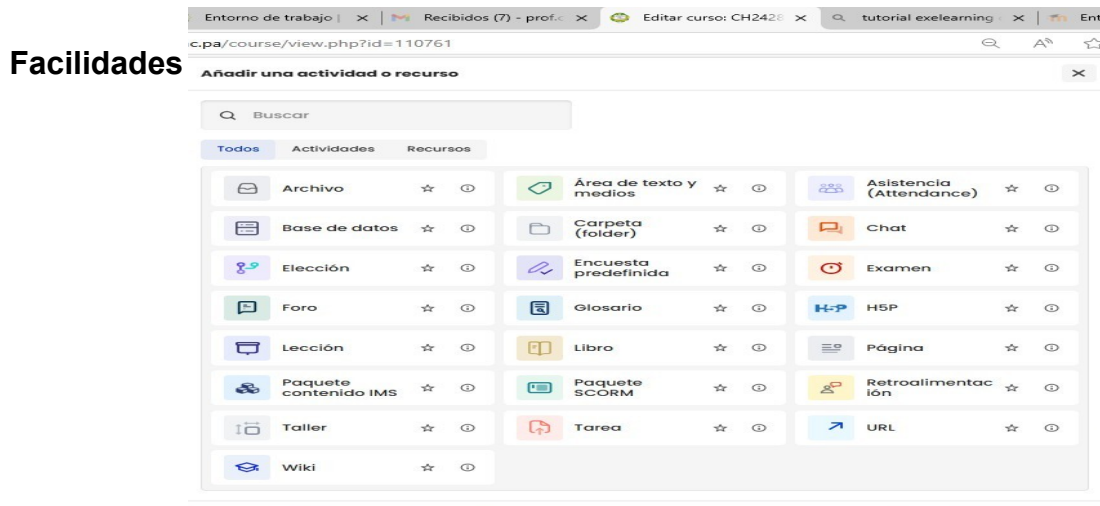 Entorno de trabajo |
Recibidos (7) - prof.c
Editar curso: CH2428
tutorial exelearning
Ent
c.pa/course/view.php?id=110761
Facilidades
Añadir una actividad o recurso
Buscar
Todos Actividades Recursos
Archivo
Área de texto y
medios
Asistencia
(Attendance)
Base de datos
Carpeta
(folder)
Chat
Elección
Encuesta
predefinida
Examen
Foro
Glosario
H5P
H5P
Lección
Libro
Página
Paquete
contenido IMS
Paquete
SCORM
Retroalimentac
ión
Taller
Tarea
URL
Wiki